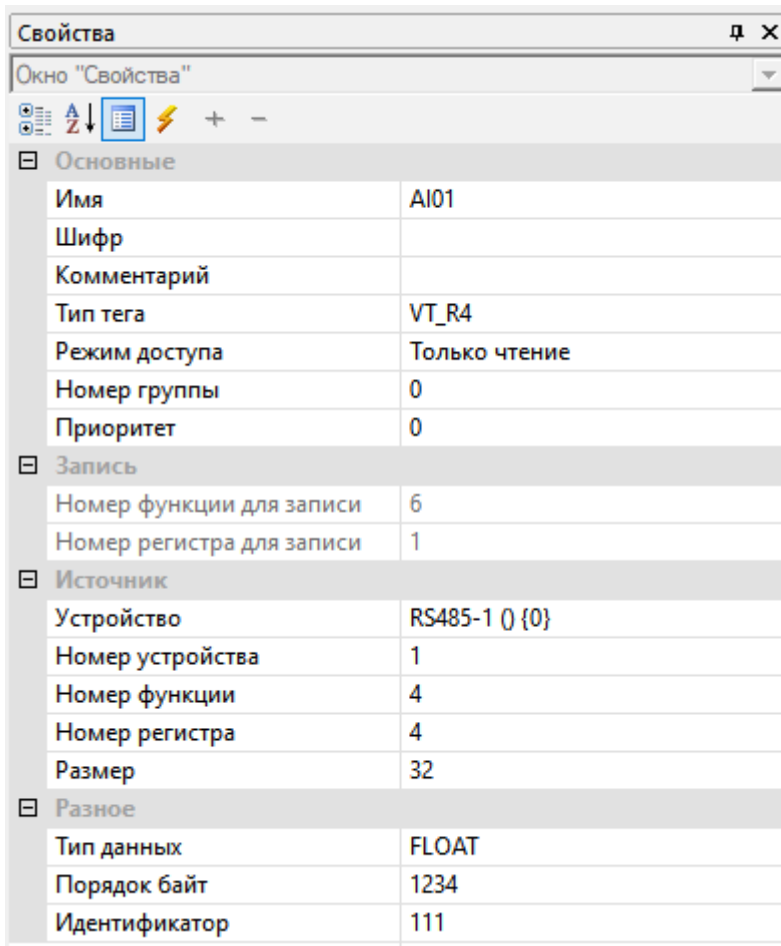 Свойства
Окно "Свойства"
Основные
Имя AI01
Шифр
Комментарий
Тип тега VT_R4
Режим доступа Только чтение
Номер группы 0
Приоритет 0
Запись
Номер функции для записи 6
Номер регистра для записи 1
Источник
Устройство RS485-1 () {0}
Номер устройства 1
Номер функции 4
Номер регистра 4
Размер 32
Разное
Тип данных FLOAT
Порядок байт 1234
Идентификатор 111